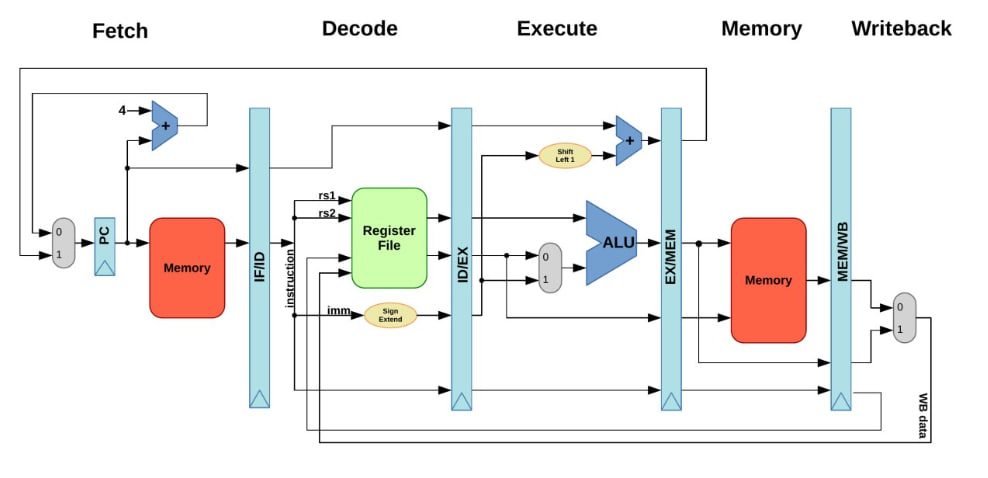 Fetch
Decode
Execute
Memory
Writeback
4
+
0
1
PC
Memory
IF/ID
instruction
rs1
rs2
Register
File
imm
Sign
Extend
ID/EX
Shift
Left 1
+
0
1
ALU
EX/MEM
Memory
MEM/WB
0
1
WB data